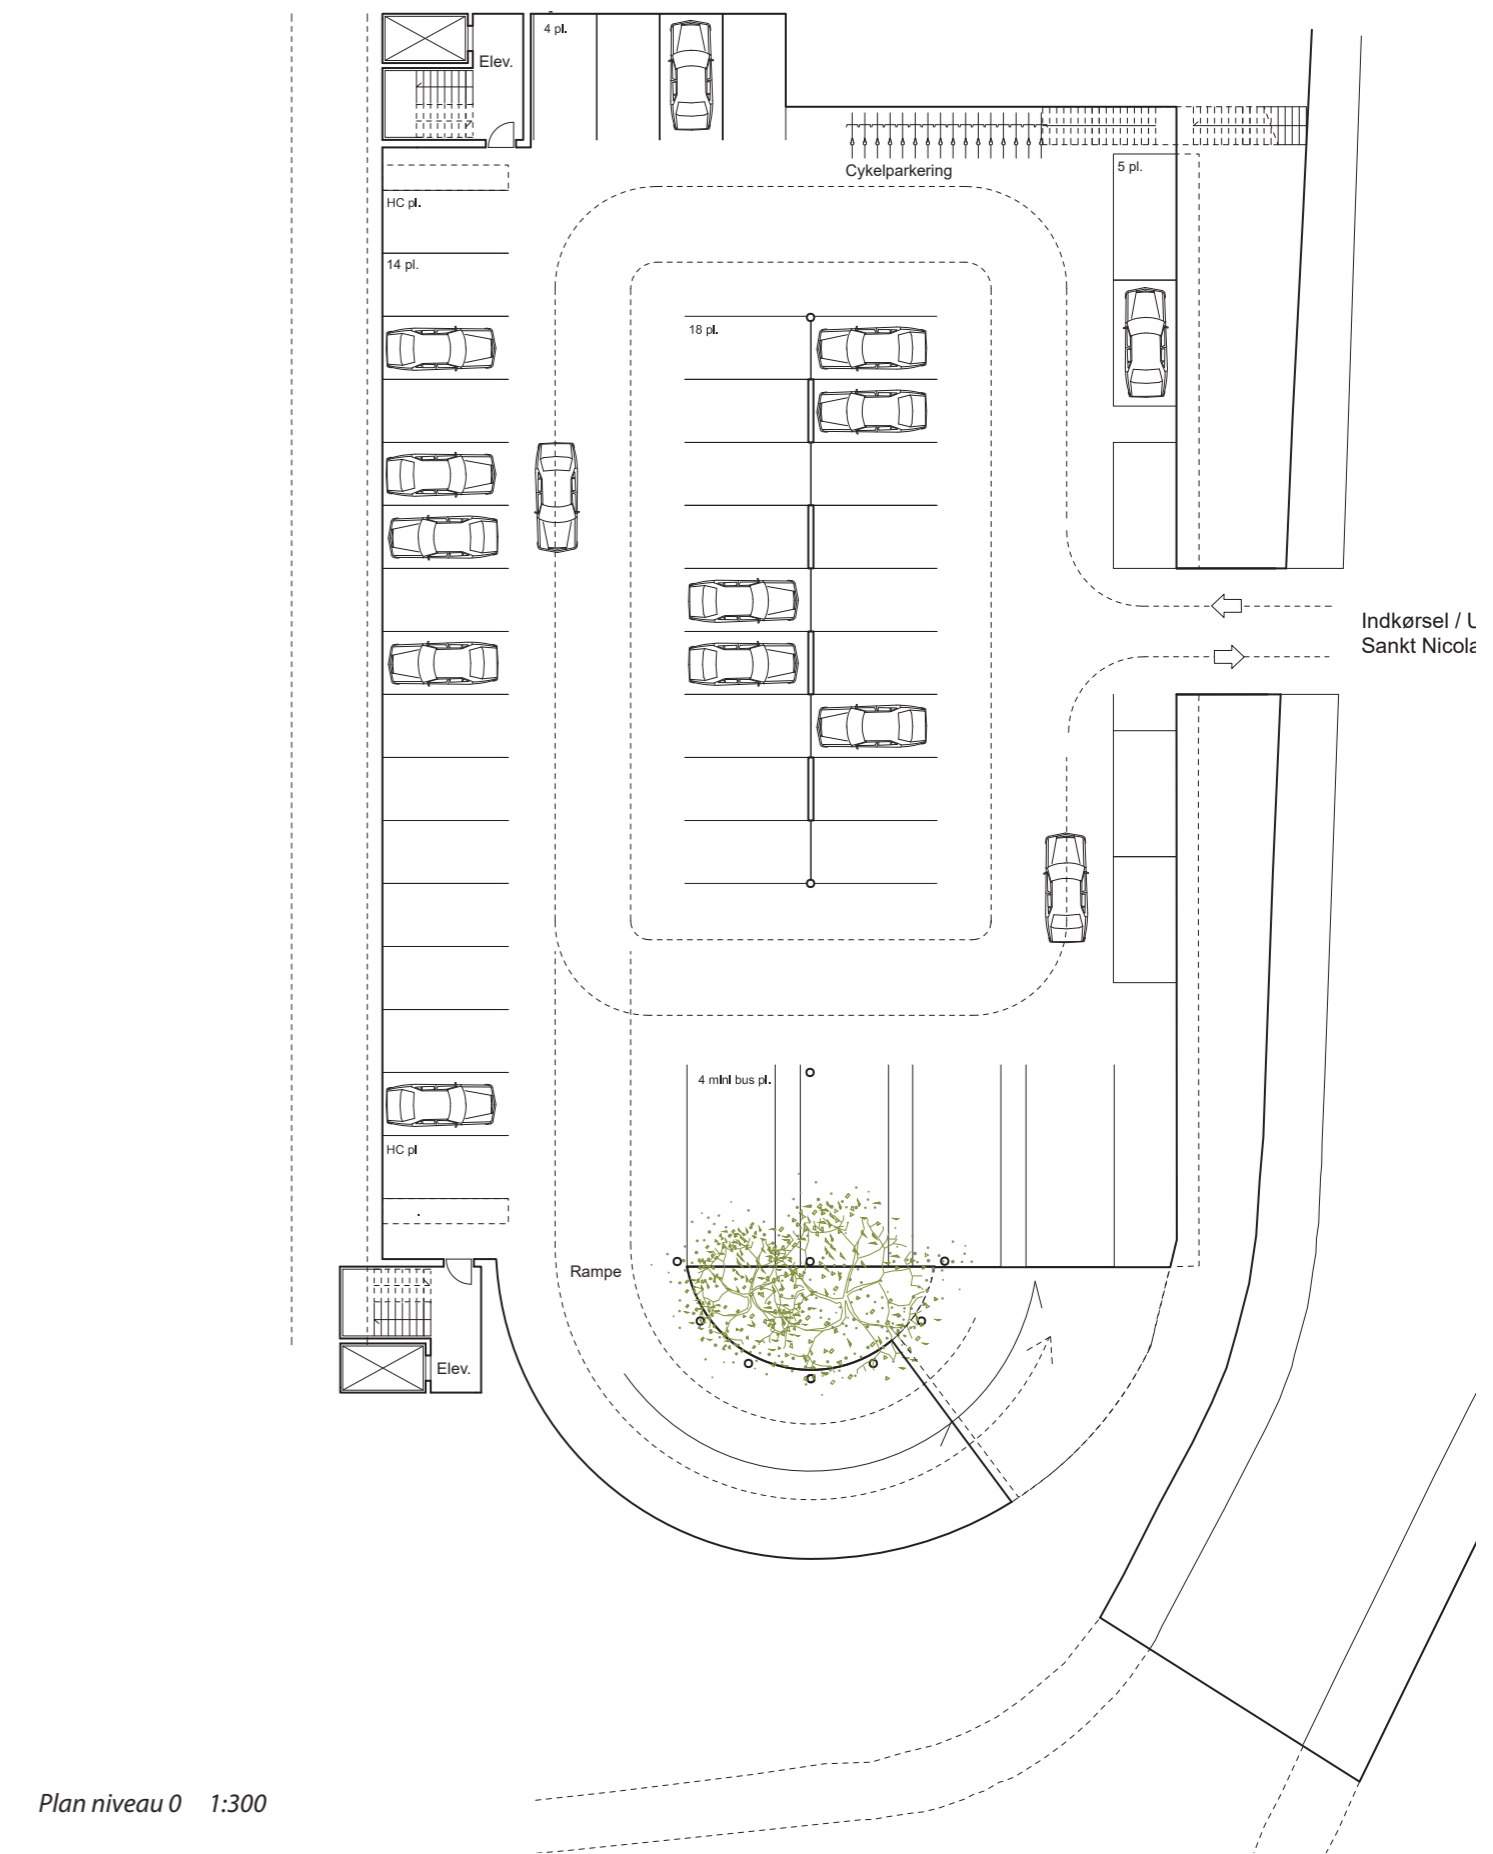 4 pl.
Elev.
Cykelparkering
5 pl.
HC pl.
14 pl.
18 pl.
Indkørsel / U
Sankt Nicola
4 mini bus pl.
HC pl
Rampe
Elev.
Plan niveau 0 1:300